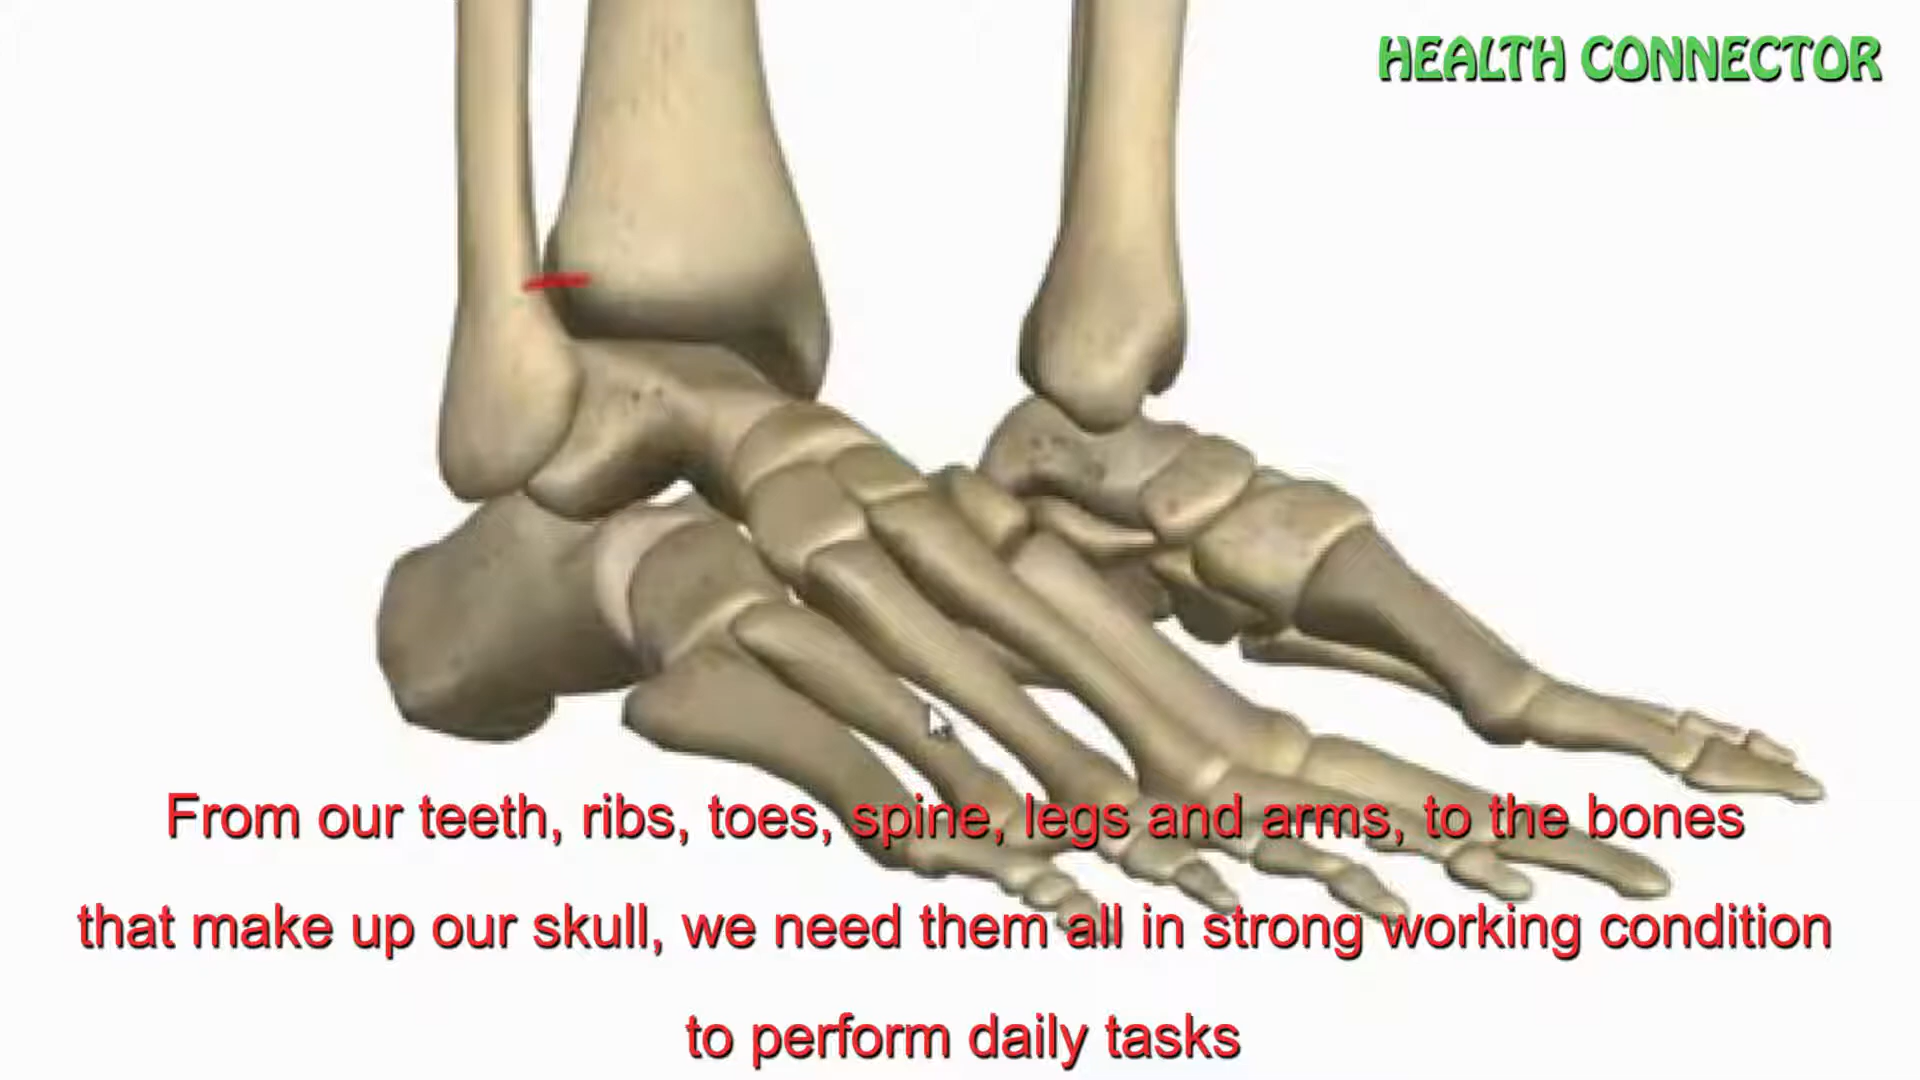 HEALTH CONNECTOR
From our teeth, ribs, toes, spine, legs and arms, to the bones
that make up our skull, we need them all in strong working condition
to perform daily tasks